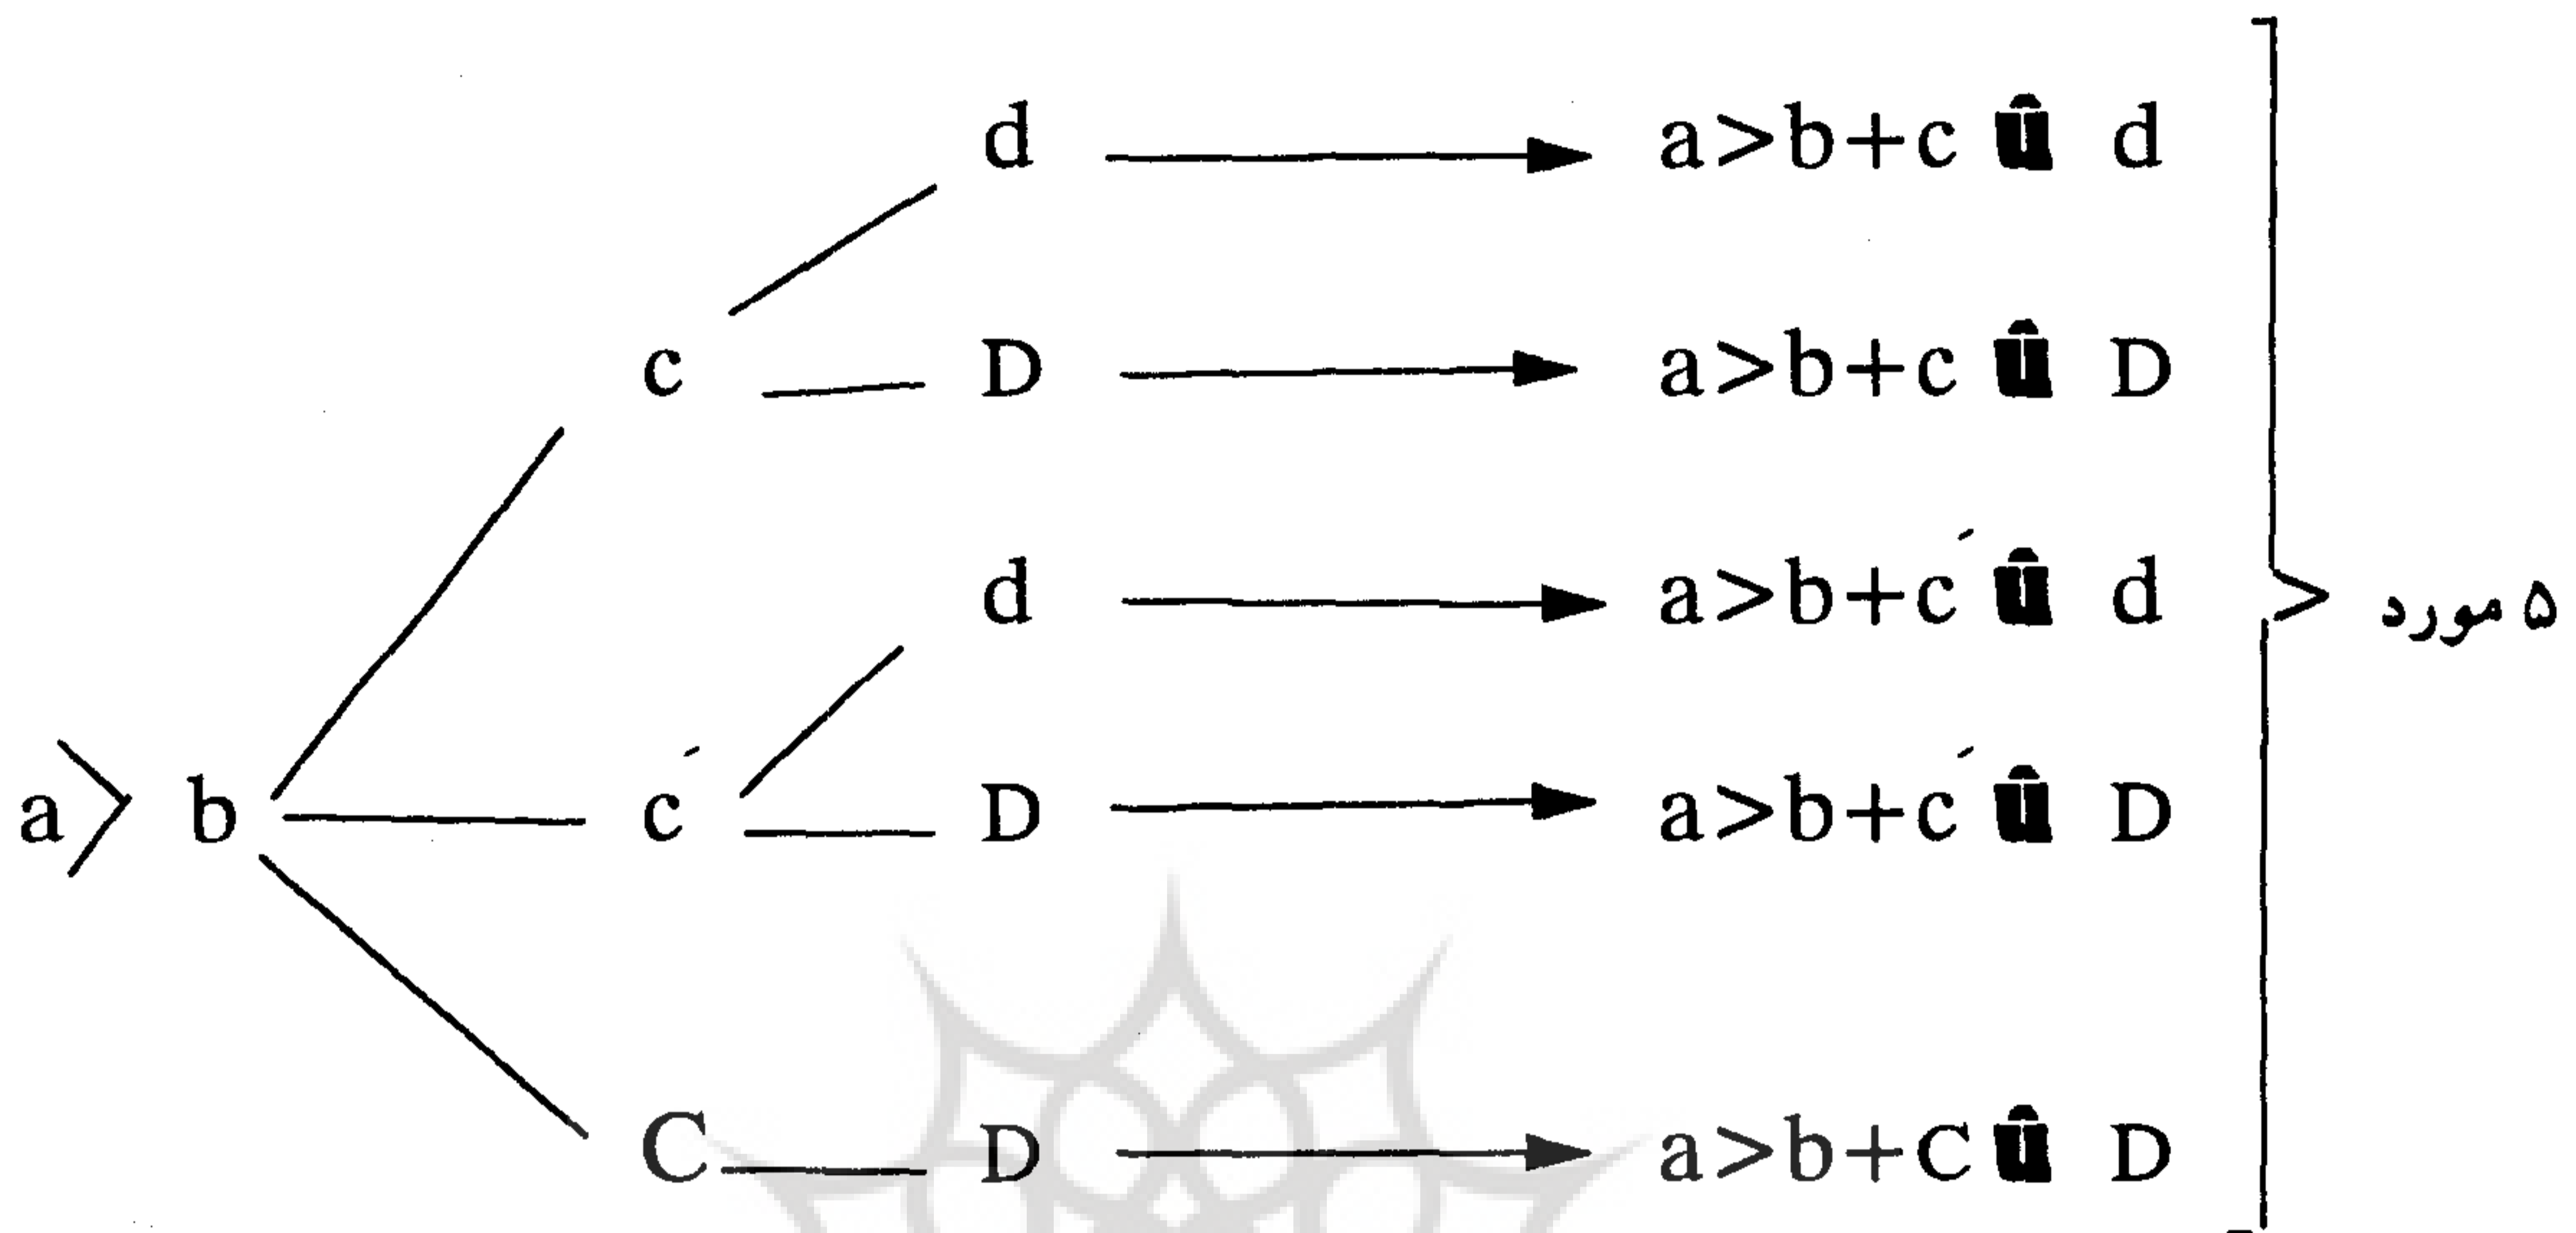 d a>b+c û d
c D a>b+c û D
d a>b+c´ û d
۵ مورد
a> b c´ D a>b+c´ û D
C D a>b+C û D